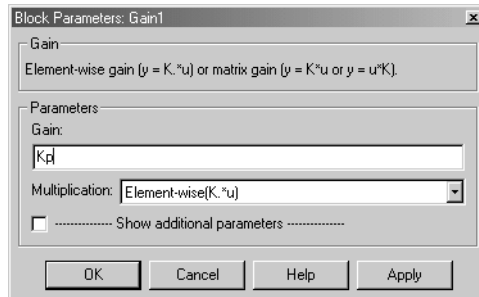 Block Parameters: Gain1
Gain
Element-wise gain (y = K.*u) or matrix gain (y = K*u or y = u*K).
Parameters
Gain:
Kp
Multiplication: Element-wise(K.*u)
-------------- Show additional parameters --------------
OK Cancel Help Apply